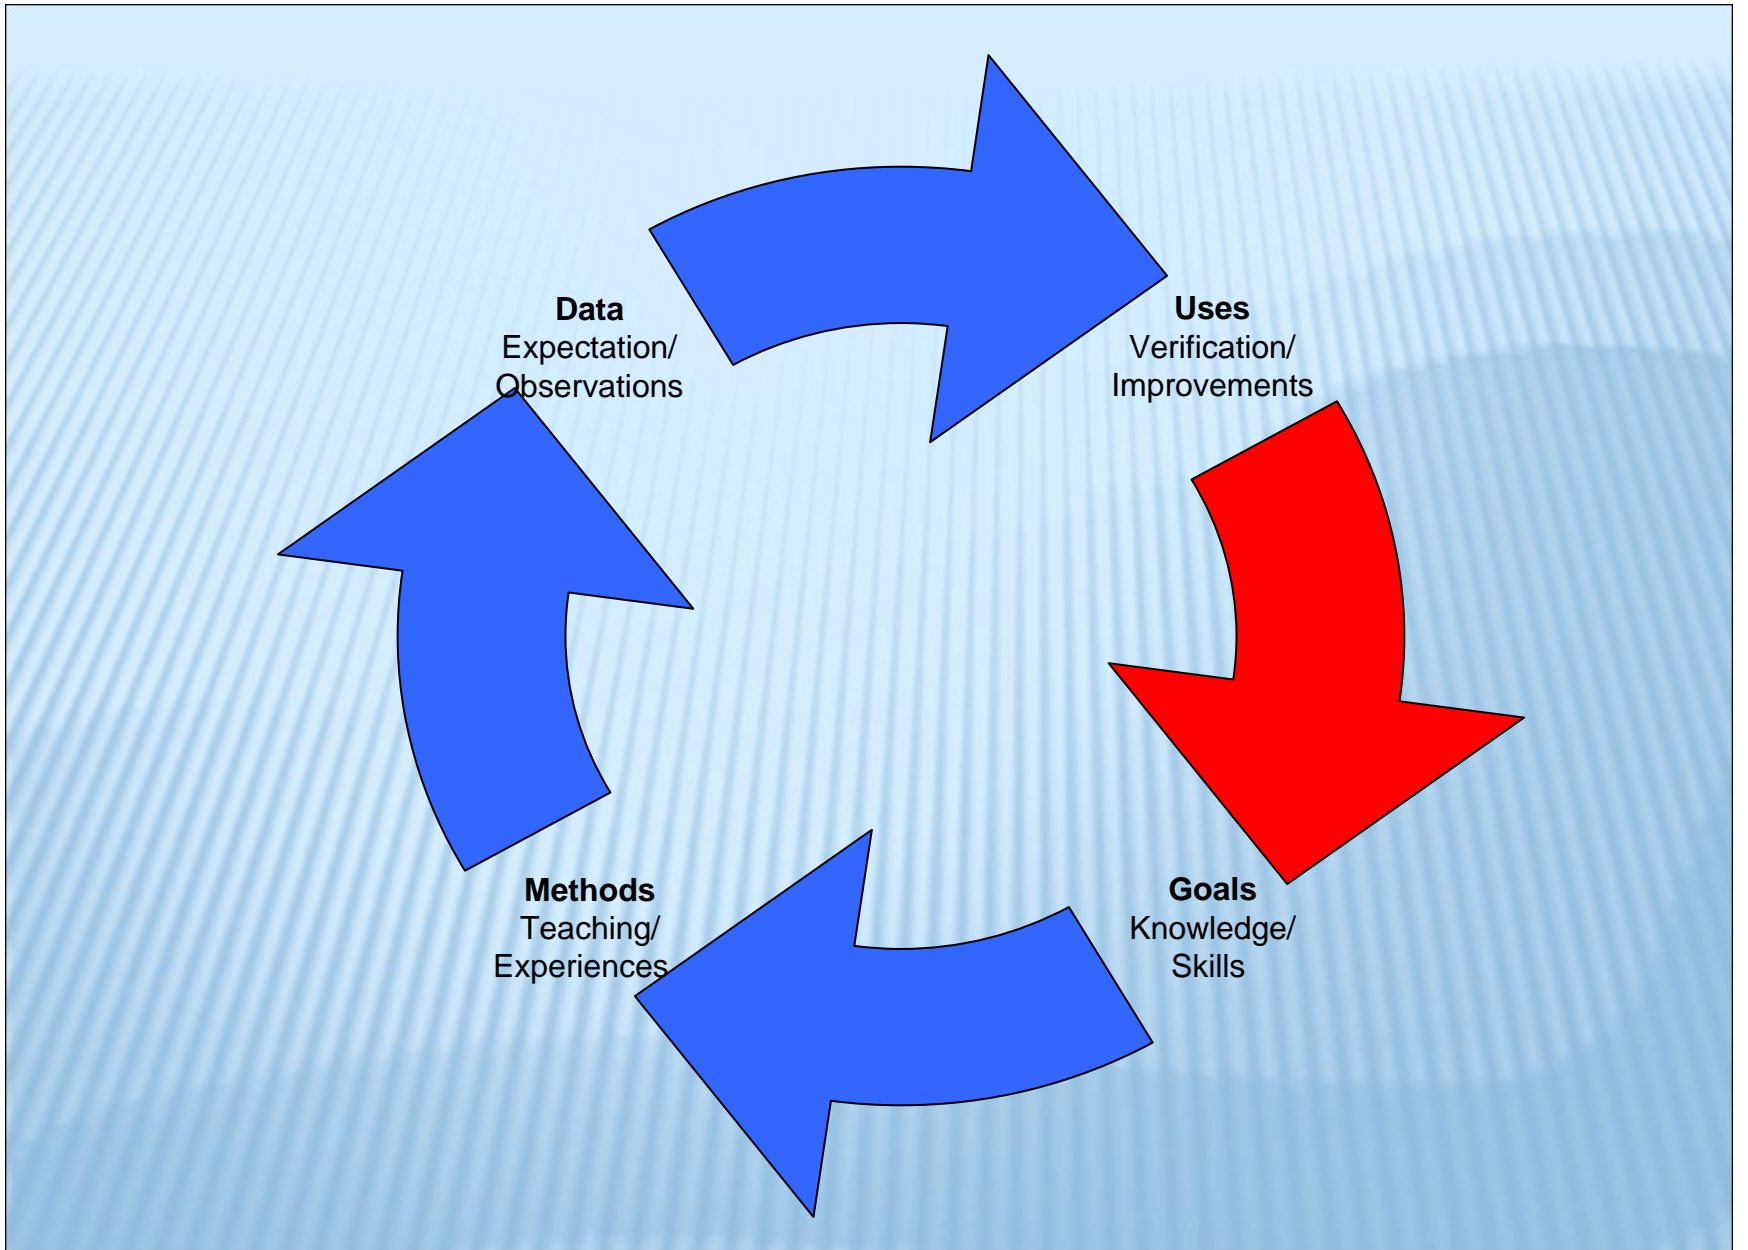 Data
Expectation/
Observations
Uses
Verification/
Improvements
Methods
Teaching/
Experiences
Goals
Knowledge/
Skills